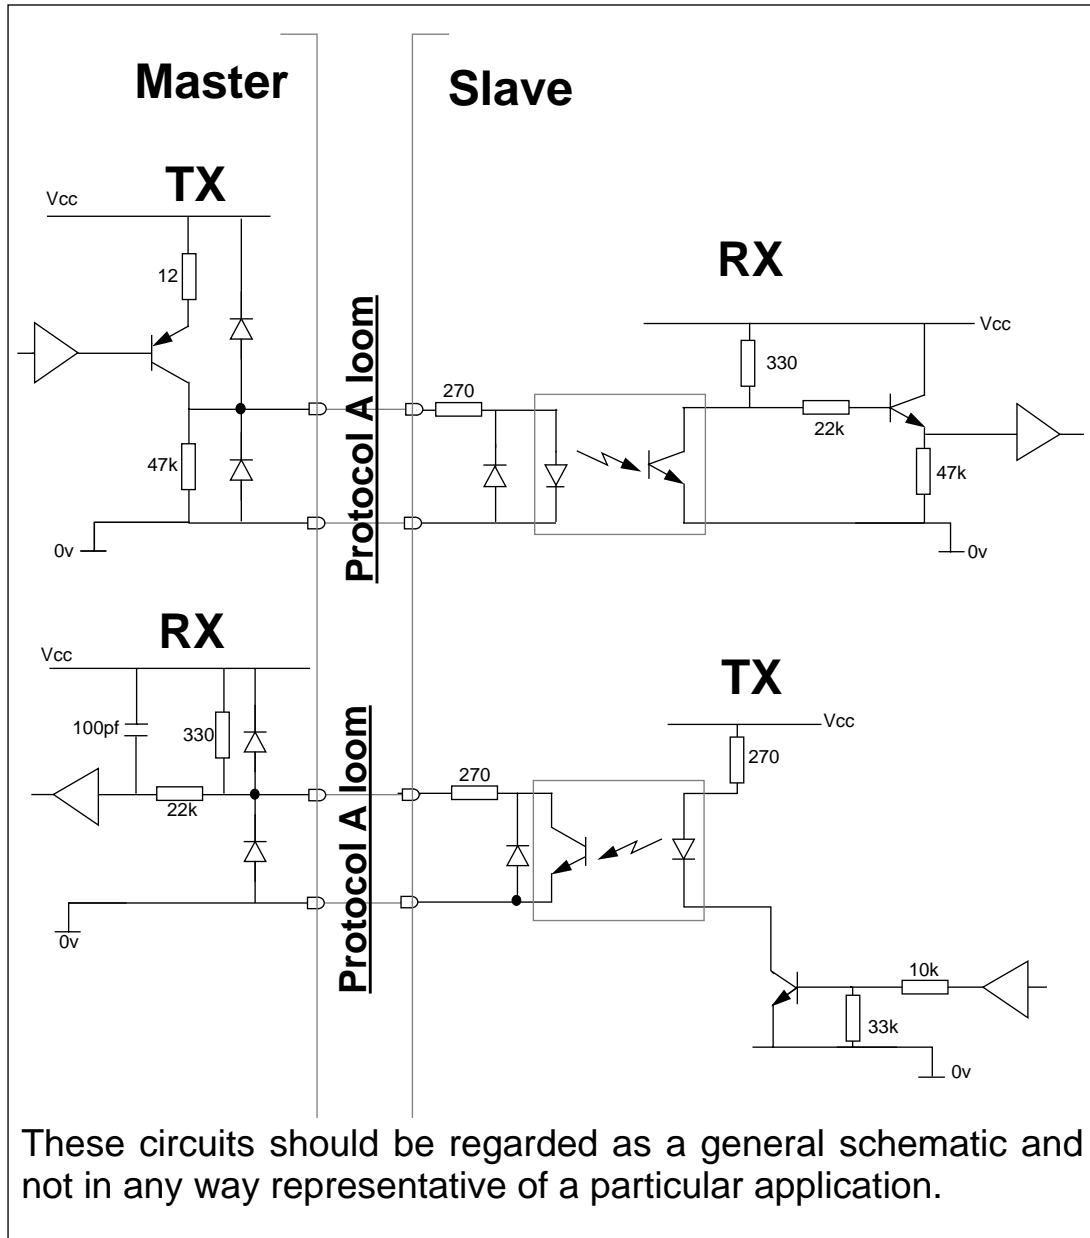 Master
Slave
TX
Vcc
12
47k
0v
Protocol A loom
RX
Vcc
270
330
22k
47k
0v
RX
Vcc
100pf
330
22k
0v
Protocol A loom
TX
Vcc
270
270
10k
33k
0v
These circuits should be regarded as a general schematic and
not in any way representative of a particular application.